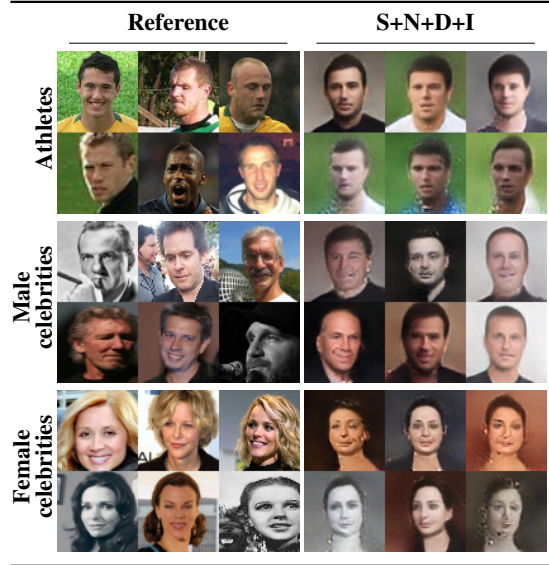 Reference
S+N+D+I
Athletes
Male
celebrities
Female
celebrities